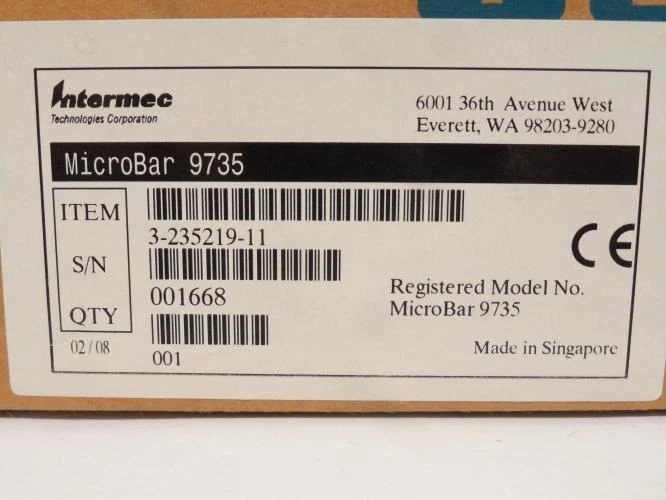 Intermec
Technologies Corporation
6001 36th Avenue West
Everett, WA 98203-9280
MicroBar 9735
ITEM
3-235219-11
S/N
001668
QTY
001
02/08
CE
Registered Model No.
MicroBar 9735
Made in Singapore